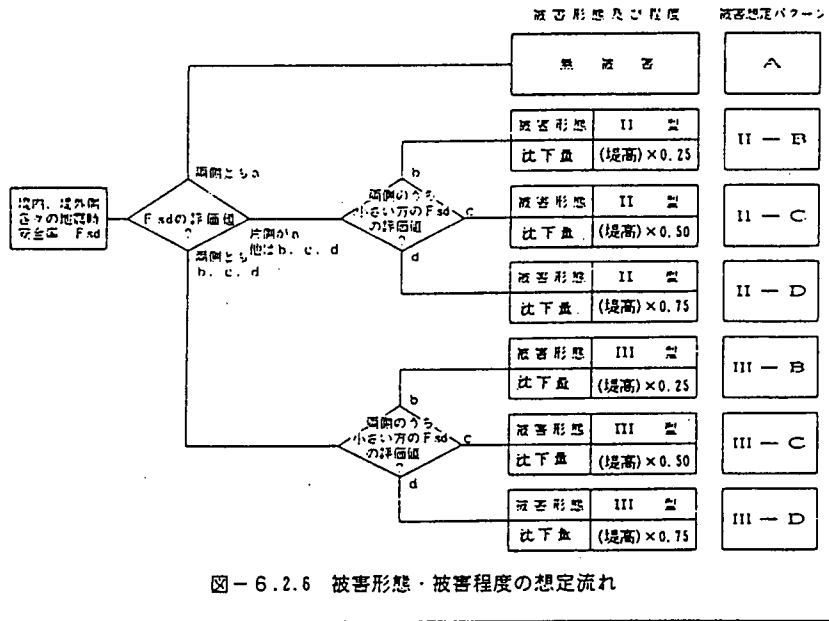 被害形態及び程度
被害想定パターン
無 被 害
A
両側ともa
被害形態 II 型
沈下量 (堤高)×0.25
II － B
堤内、堤外側
各々の地震時
安全率 Fsd
Fsdの評価値
?
片側がa
他はb．c．d
両側とも
b．c．d
両側のうち
小さい方のFsd
の評価値
?
b
c
d
被害形態 II 型
沈下量 (堤高)×0.50
II － C
被害形態 II 型
沈下量 (堤高)×0.75
II － D
被害形態 III 型
沈下量 (堤高)×0.25
III － B
両側のうち
小さい方のFsd
の評価値
?
b
c
d
被害形態 III 型
沈下量 (堤高)×0.50
III － C
被害形態 III 型
沈下量 (堤高)×0.75
III － D
図－6.2.6 被害形態・被害程度の想定流れ